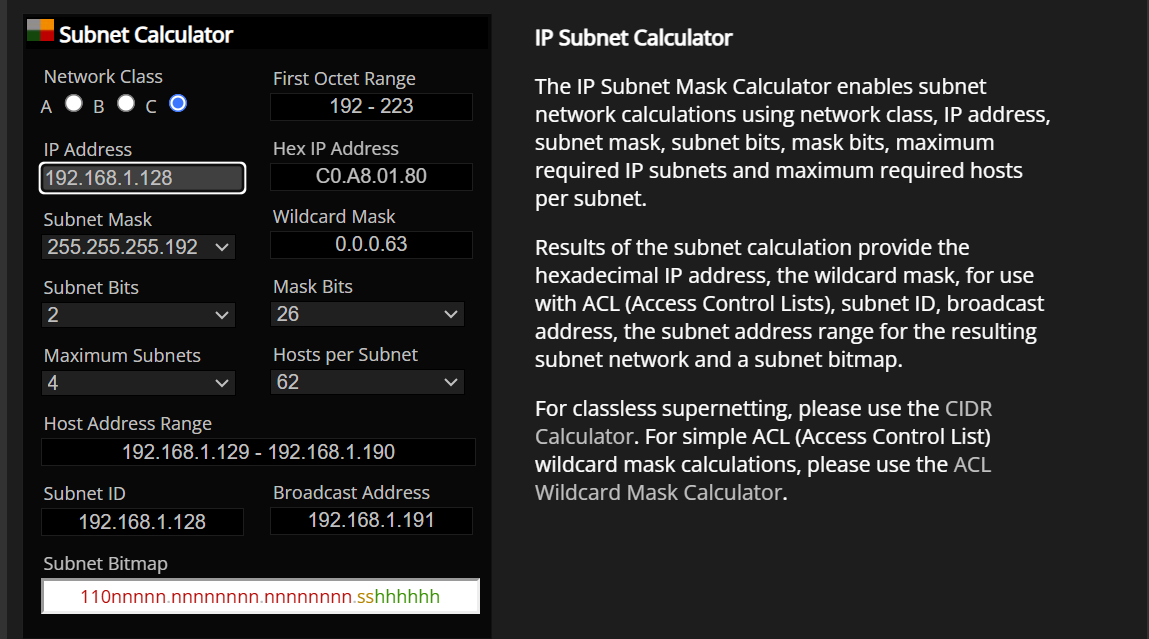 Subnet Calculator
Network Class
A B C
First Octet Range
192 - 223
IP Address
192.168.1.128
Hex IP Address
C0.A8.01.80
Subnet Mask
255.255.255.192
Wildcard Mask
0.0.0.63
Subnet Bits
2
Mask Bits
26
Maximum Subnets
4
Hosts per Subnet
62
Host Address Range
192.168.1.129 - 192.168.1.190
Subnet ID
192.168.1.128
Broadcast Address
192.168.1.191
Subnet Bitmap
110nnnnn.nnnnnnnn.nnnnnnnn.sshhhhhh
IP Subnet Calculator
The IP Subnet Mask Calculator enables subnet
network calculations using network class, IP address,
subnet mask, subnet bits, mask bits, maximum
required IP subnets and maximum required hosts
per subnet.
Results of the subnet calculation provide the
hexadecimal IP address, the wildcard mask, for use
with ACL (Access Control Lists), subnet ID, broadcast
address, the subnet address range for the resulting
subnet network and a subnet bitmap.
For classless supernetting, please use the CIDR
Calculator. For simple ACL (Access Control List)
wildcard mask calculations, please use the ACL
Wildcard Mask Calculator.